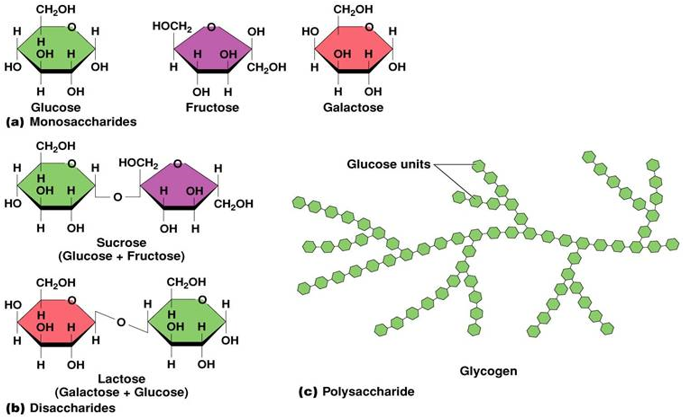 CH2OH
H O H
H
OH H
HO OH
H OH
Glucose
HOCH2 O OH
H OH
H CH2OH
OH H
Fructose
CH2OH
HO O H
OH H
H OH
H OH
Galactose
(a) Monosaccharides
CH2OH
H O H
H
OH H
HO
H OH
O
HOCH2 O H
H OH
CH2OH
OH H
Sucrose
(Glucose + Fructose)
CH2OH
HO O
H
OH H
H H
H OH
O
CH2OH
H O H
H
OH H
OH
H OH
Lactose
(Galactose + Glucose)
(b) Disaccharides
Glucose units
Glycogen
(c) Polysaccharide